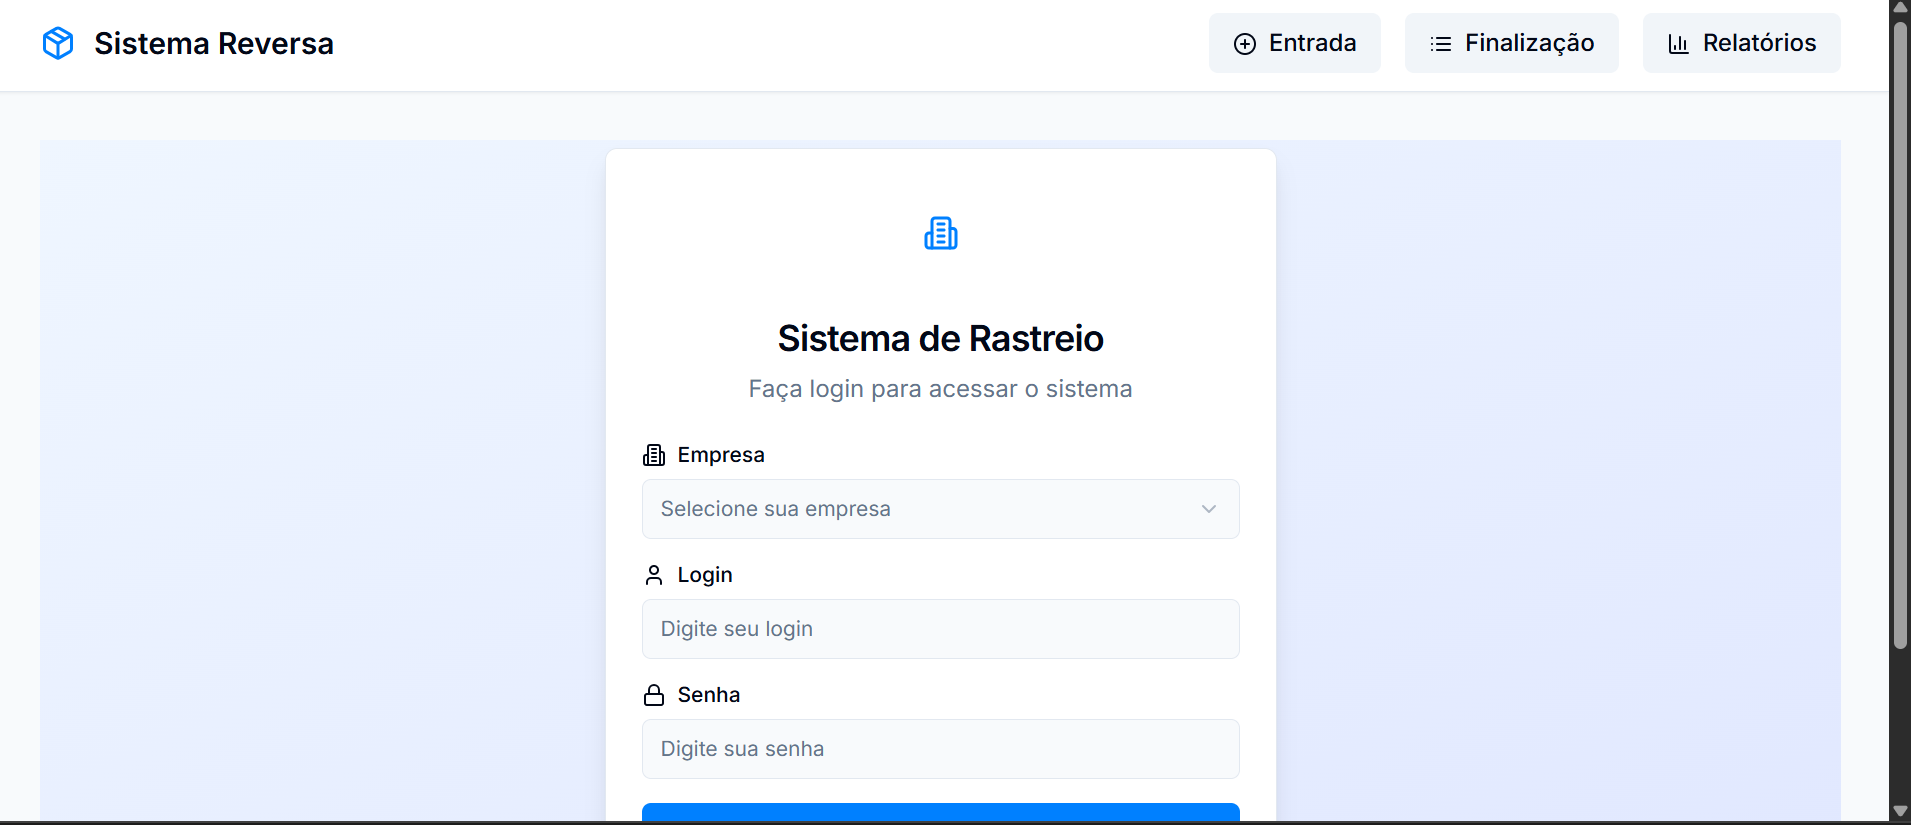 Sistema Reversa
Entrada
Finalização
Relatórios
Sistema de Rastreio
Faça login para acessar o sistema
Empresa
Selecione sua empresa
Login
Digite seu login
Senha
Digite sua senha